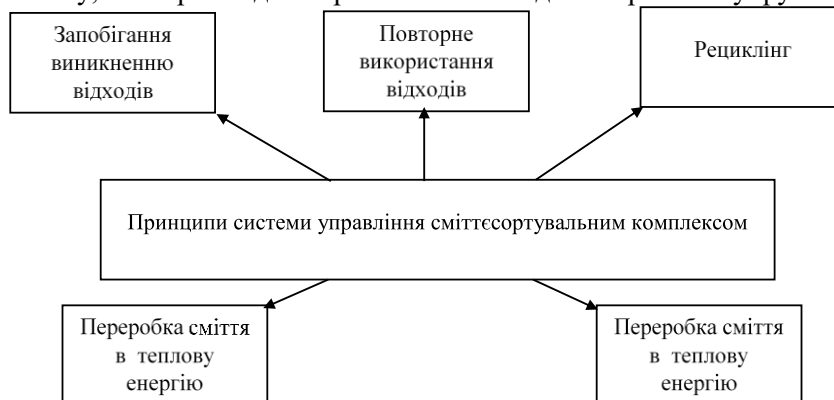 Запобігання
виникненню
відходів
Повторне
використання
відходів
Рециклінг
Принципи системи управління сміттєсортувальним комплексом
Переробка сміття
в теплову
енергію
Переробка сміття
в теплову
енергію